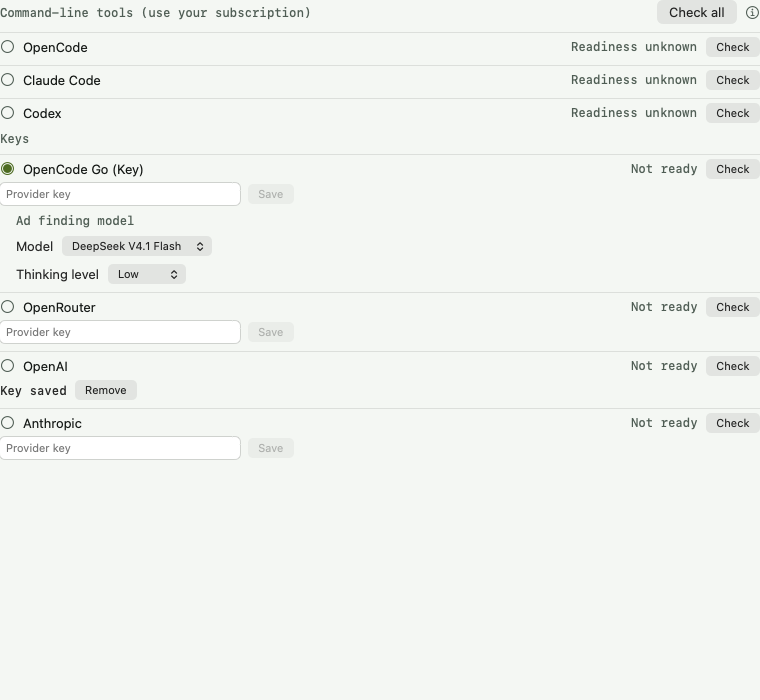 Command-line tools (use your subscription) Check all
OpenCode Readiness unknown Check
Claude Code Readiness unknown Check
Codex Readiness unknown Check
Keys
OpenCode Go (Key) Not ready Check
Provider key Save
Ad finding model
Model DeepSeek V4.1 Flash
Thinking level Low
OpenRouter Not ready Check
Provider key Save
OpenAI Not ready Check
Key saved Remove
Anthropic Not ready Check
Provider key Save